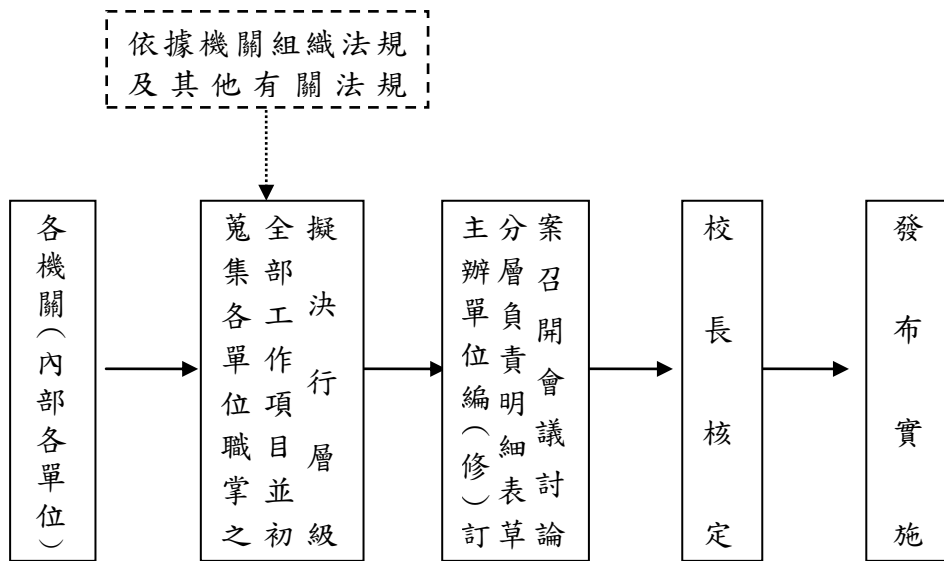 依據機關組織法規
及其他有關法規
各機關（內部各單位）
蒐集各單位職掌之
全部工作項目並初
擬決行層級
主辦單位編（修）訂
分層負責明細表草
案召開會議討論
校長核定
發布實施